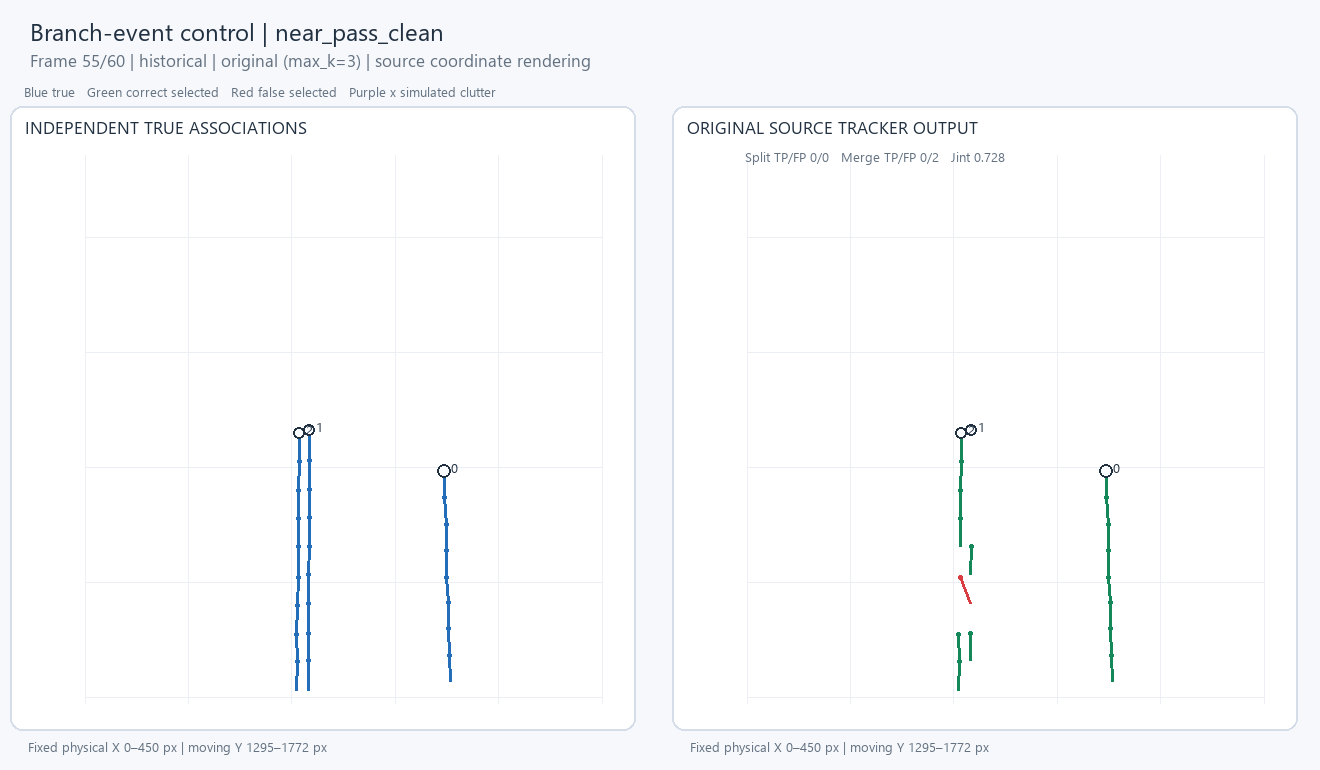 Branch-event control | near_pass_clean
Frame 55/60 | historical | original (max_k=3) | source coordinate rendering
Blue true Green correct selected Red false selected Purple x simulated clutter
INDEPENDENT TRUE ASSOCIATIONS
1
0
Fixed physical X 0–450 px | moving Y 1295–1772 px
ORIGINAL SOURCE TRACKER OUTPUT
Split TP/FP 0/0 Merge TP/FP 0/2 Jint 0.728
1
0
Fixed physical X 0–450 px | moving Y 1295–1772 px